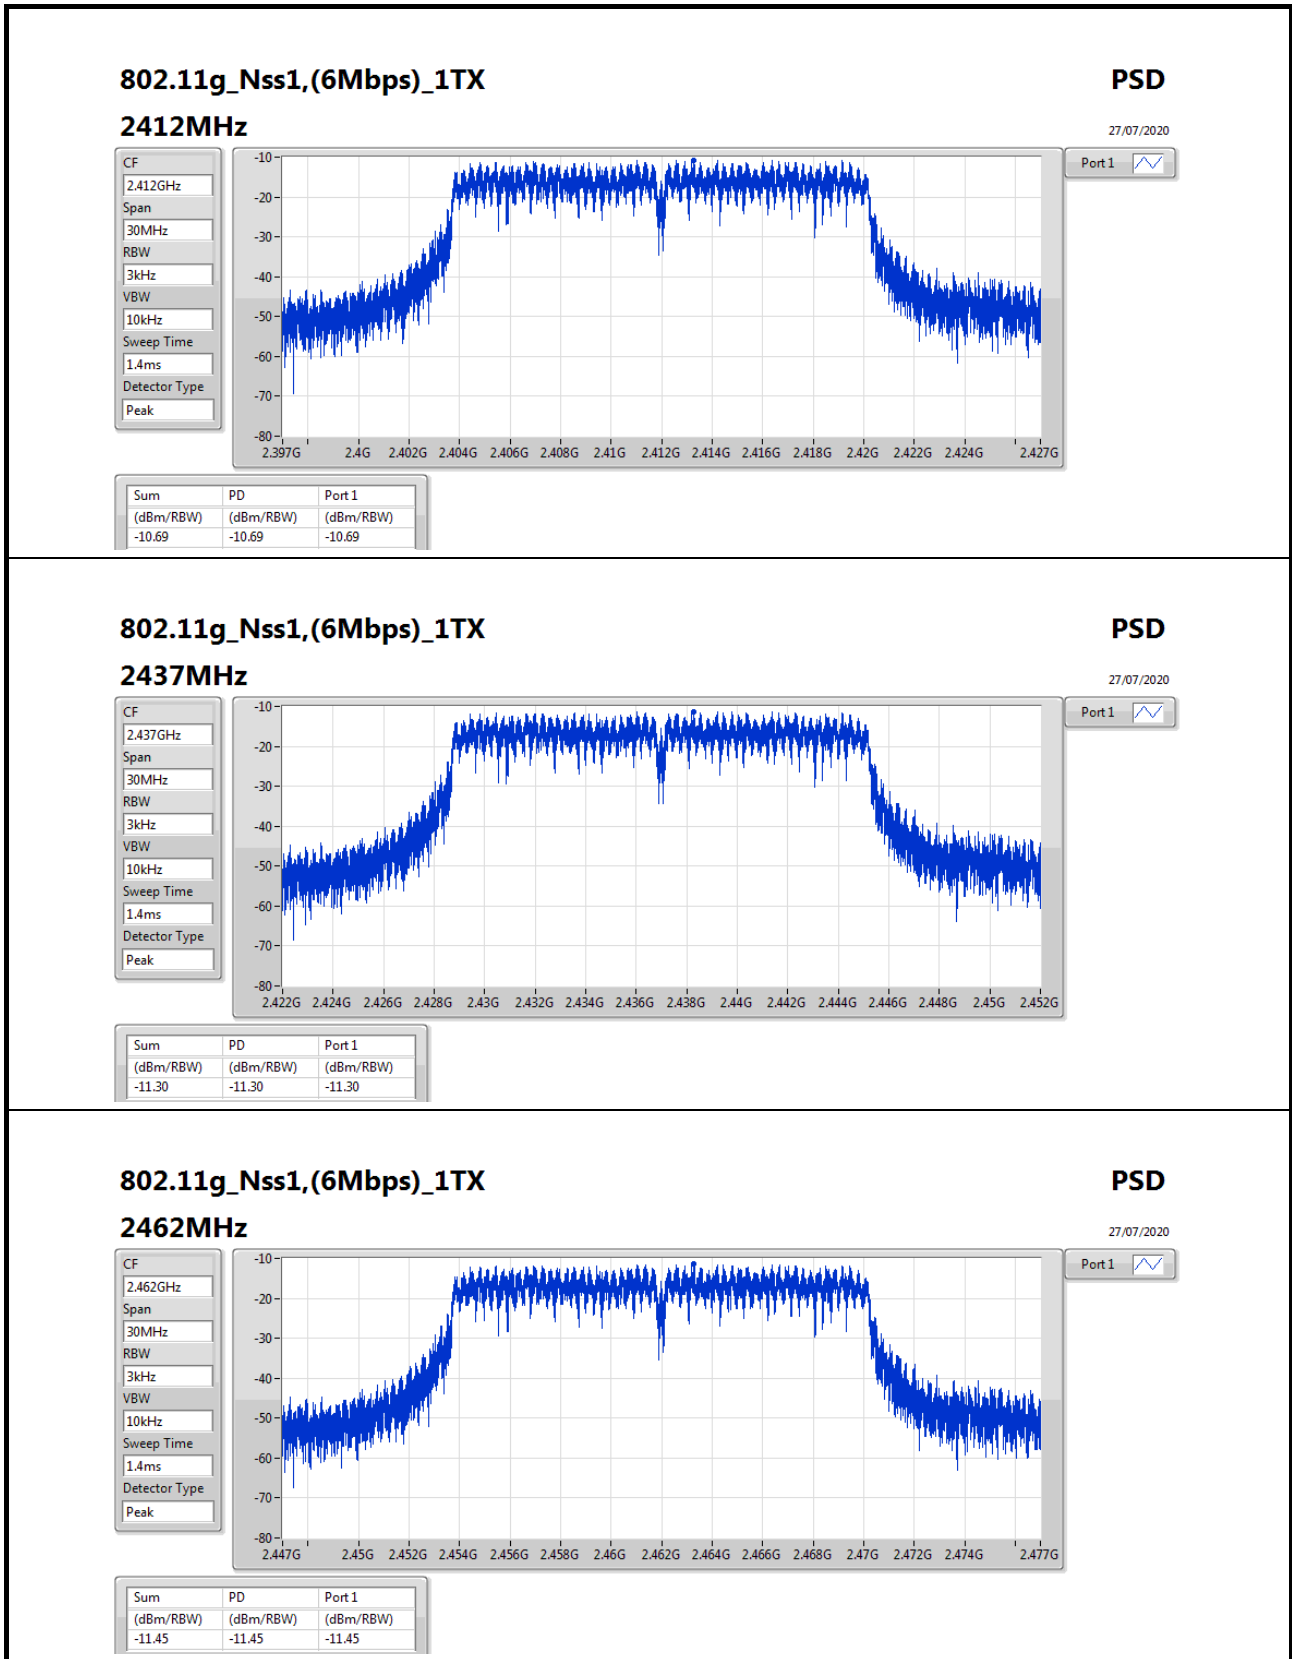 802.11g_Nss1,(6Mbps)_1TX PSD
2412MHz 27/07/2020
CF
2.412GHz
Span
30MHz
RBW
3kHz
VBW
10kHz
Sweep Time
1.4ms
Detector Type
Peak
-10
-20
-30
-40
-50
-60
-70
-80
2.397G 2.4G 2.402G 2.404G 2.406G 2.408G 2.41G 2.412G 2.414G 2.416G 2.418G 2.42G 2.422G 2.424G 2.427G
Port 1
Sum PD Port 1
(dBm/RBW) (dBm/RBW) (dBm/RBW)
-10.69 -10.69 -10.69
802.11g_Nss1,(6Mbps)_1TX PSD
2437MHz 27/07/2020
CF
2.437GHz
Span
30MHz
RBW
3kHz
VBW
10kHz
Sweep Time
1.4ms
Detector Type
Peak
-10
-20
-30
-40
-50
-60
-70
-80
2.422G 2.424G 2.426G 2.428G 2.43G 2.432G 2.434G 2.436G 2.438G 2.44G 2.442G 2.444G 2.446G 2.448G 2.45G 2.452G
Port 1
Sum PD Port 1
(dBm/RBW) (dBm/RBW) (dBm/RBW)
-11.30 -11.30 -11.30
802.11g_Nss1,(6Mbps)_1TX PSD
2462MHz 27/07/2020
CF
2.462GHz
Span
30MHz
RBW
3kHz
VBW
10kHz
Sweep Time
1.4ms
Detector Type
Peak
-10
-20
-30
-40
-50
-60
-70
-80
2.447G 2.45G 2.452G 2.454G 2.456G 2.458G 2.46G 2.462G 2.464G 2.466G 2.468G 2.47G 2.472G 2.474G 2.477G
Port 1
Sum PD Port 1
(dBm/RBW) (dBm/RBW) (dBm/RBW)
-11.45 -11.45 -11.45